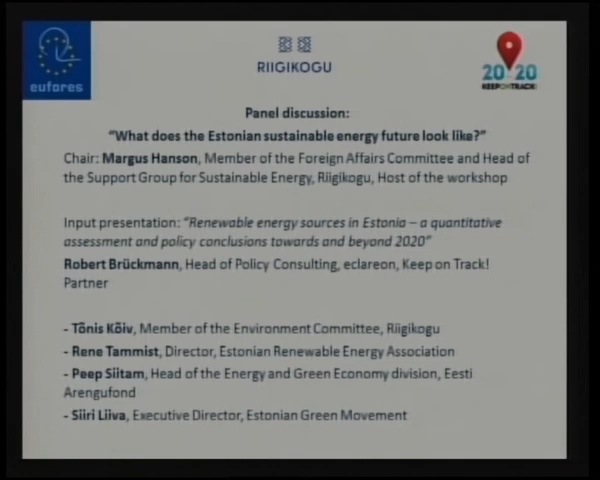 eufores
RIIGIKOGU
20 20
KEEPONTRACK!
Panel discussion:
“What does the Estonian sustainable energy future look like?”
Chair: Margus Hanson, Member of the Foreign Affairs Committee and Head of
the Support Group for Sustainable Energy, Riigikogu, Host of the workshop
Input presentation: “Renewable energy sources in Estonia – a quantitative
assessment and policy conclusions towards and beyond 2020”
Robert Brückmann, Head of Policy Consulting, eclareon, Keep on Track!
Partner
- Tõnis Kõiv, Member of the Environment Committee, Riigikogu
- Rene Tammist, Director, Estonian Renewable Energy Association
- Peep Siitam, Head of the Energy and Green Economy division, Eesti
Arengufond
- Siiri Liiva, Executive Director, Estonian Green Movement